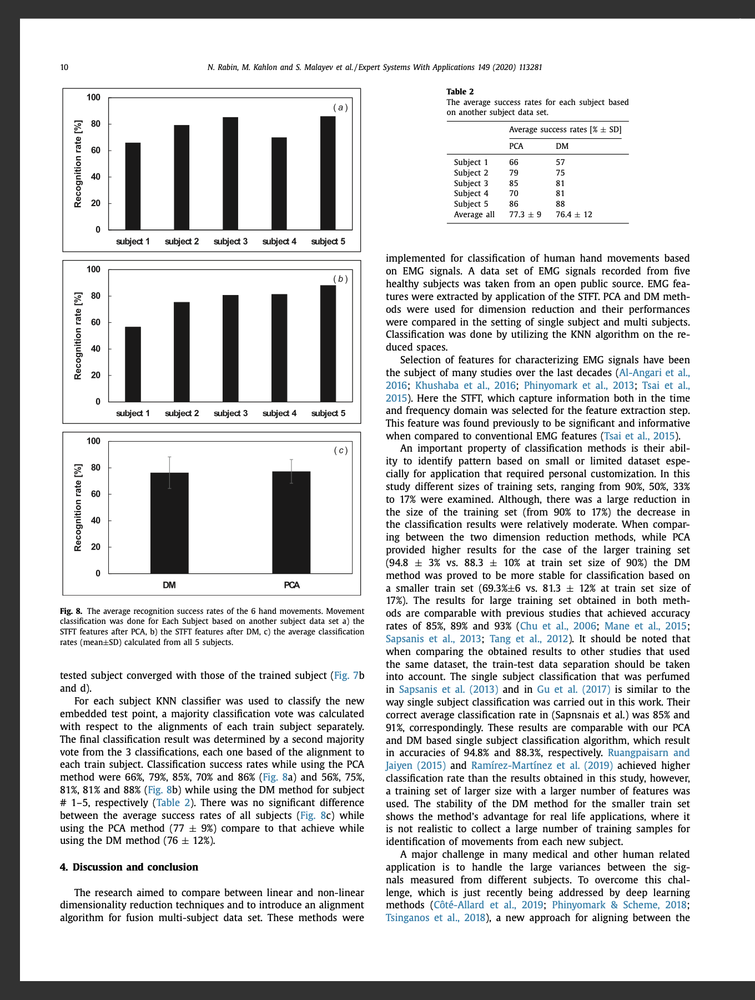 10
N. Rabin, M. Kahlon and S. Malayev et al. / Expert Systems With Applications 149 (2020) 113281
100
80
60
40
20
0
Recognition rate [%]
(a)
subject 1 subject 2 subject 3 subject 4 subject 5
100
80
60
40
20
0
Recognition rate [%]
(b)
subject 1 subject 2 subject 3 subject 4 subject 5
100
80
60
40
20
0
Recognition rate [%]
(c)
DM PCA
Fig. 8. The average recognition success rates of the 6 hand movements. Movement
classification was done for Each Subject based on another subject data set a) the
STFT features after PCA, b) the STFT features after DM, c) the average classification
rates (mean±SD) calculated from all 5 subjects.
tested subject converged with those of the trained subject (Fig. 7b
and d).
For each subject KNN classifier was used to classify the new
embedded test point, a majority classification vote was calculated
with respect to the alignments of each train subject separately.
The final classification result was determined by a second majority
vote from the 3 classifications, each one based of the alignment to
each train subject. Classification success rates while using the PCA
method were 66%, 79%, 85%, 70% and 86% (Fig. 8a) and 56%, 75%,
81%, 81% and 88% (Fig. 8b) while using the DM method for subject
# 1–5, respectively (Table 2). There was no significant difference
between the average success rates of all subjects (Fig. 8c) while
using the PCA method (77 ± 9%) compare to that achieve while
using the DM method (76 ± 12%).
4. Discussion and conclusion
The research aimed to compare between linear and non-linear
dimensionality reduction techniques and to introduce an alignment
algorithm for fusion multi-subject data set. These methods were
Table 2
The average success rates for each subject based
on another subject data set.
Average success rates [% ± SD]
PCA DM
Subject 1 66 57
Subject 2 79 75
Subject 3 85 81
Subject 4 70 81
Subject 5 86 88
Average all 77.3 ± 9 76.4 ± 12
implemented for classification of human hand movements based
on EMG signals. A data set of EMG signals recorded from five
healthy subjects was taken from an open public source. EMG fea-
tures were extracted by application of the STFT. PCA and DM meth-
ods were used for dimension reduction and their performances
were compared in the setting of single subject and multi subjects.
Classification was done by utilizing the KNN algorithm on the re-
duced spaces.
Selection of features for characterizing EMG signals have been
the subject of many studies over the last decades (Al-Angari et al.,
2016; Khushaba et al., 2016; Phinyomark et al., 2013; Tsai et al.,
2015). Here the STFT, which capture information both in the time
and frequency domain was selected for the feature extraction step.
This feature was found previously to be significant and informative
when compared to conventional EMG features (Tsai et al., 2015).
An important property of classification methods is their abil-
ity to identify pattern based on small or limited dataset espe-
cially for application that required personal customization. In this
study different sizes of training sets, ranging from 90%, 50%, 33%
to 17% were examined. Although, there was a large reduction in
the size of the training set (from 90% to 17%) the decrease in
the classification results were relatively moderate. When compar-
ing between the two dimension reduction methods, while PCA
provided higher results for the case of the larger training set
(94.8 ± 3% vs. 88.3 ± 10% at train set size of 90%) the DM
method was proved to be more stable for classification based on
a smaller train set (69.3%±6 vs. 81.3 ± 12% at train set size of
17%). The results for large training set obtained in both meth-
ods are comparable with previous studies that achieved accuracy
rates of 85%, 89% and 93% (Chu et al., 2006; Mane et al., 2015;
Sapsanis et al., 2013; Tang et al., 2012). It should be noted that
when comparing the obtained results to other studies that used
the same dataset, the train-test data separation should be taken
into account. The single subject classification that was perfumed
in Sapsanis et al. (2013) and in Gu et al. (2017) is similar to the
way single subject classification was carried out in this work. Their
correct average classification rate in (Sapnsnais et al.) was 85% and
91%, correspondingly. These results are comparable with our PCA
and DM based single subject classification algorithm, which result
in accuracies of 94.8% and 88.3%, respectively. Ruangpaisarn and
Jaiyen (2015) and Ramírez-Martínez et al. (2019) achieved higher
classification rate than the results obtained in this study, however,
a training set of larger size with a larger number of features was
used. The stability of the DM method for the smaller train set
shows the method's advantage for real life applications, where it
is not realistic to collect a large number of training samples for
identification of movements from each new subject.
A major challenge in many medical and other human related
application is to handle the large variances between the sig-
nals measured from different subjects. To overcome this chal-
lenge, which is just recently being addressed by deep learning
methods (Côté-Allard et al., 2019; Phinyomark & Scheme, 2018;
Tsinganos et al., 2018), a new approach for aligning between the